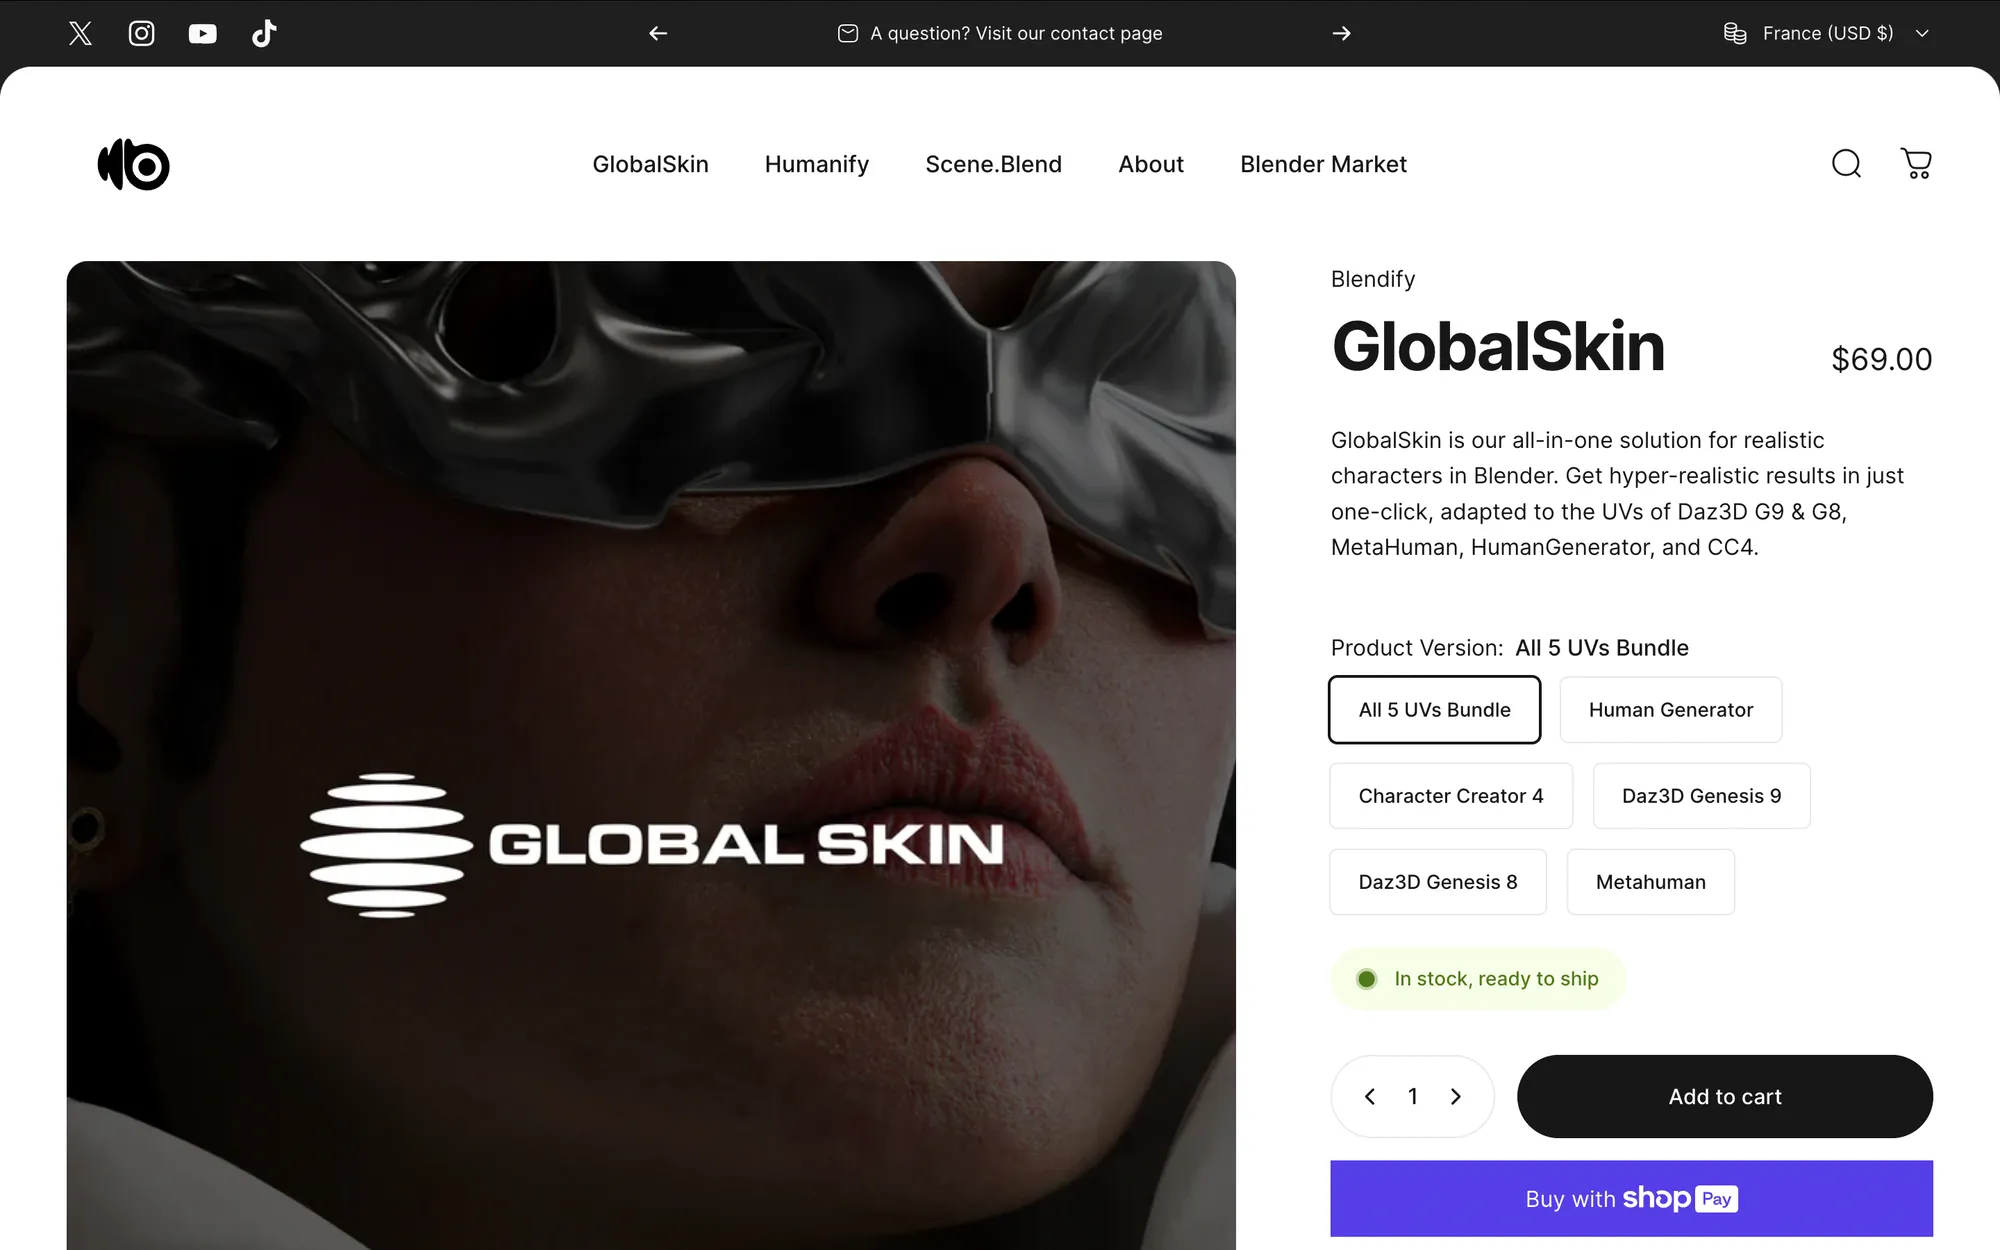 A question? Visit our contact page
France (USD $)
GlobalSkin
Humanify
Scene.Blend
About
Blender Market
Blendify
GlobalSkin
$69.00
GlobalSkin is our all-in-one solution for realistic
characters in Blender. Get hyper-realistic results in just
one-click, adapted to the UVs of Daz3D G9 & G8,
MetaHuman, HumanGenerator, and CC4.
Product Version: All 5 UVs Bundle
All 5 UVs Bundle
Human Generator
Character Creator 4
Daz3D Genesis 9
Daz3D Genesis 8
Metahuman
In stock, ready to ship
1
Add to cart
Buy with shop Pay
GLOBAL SKIN